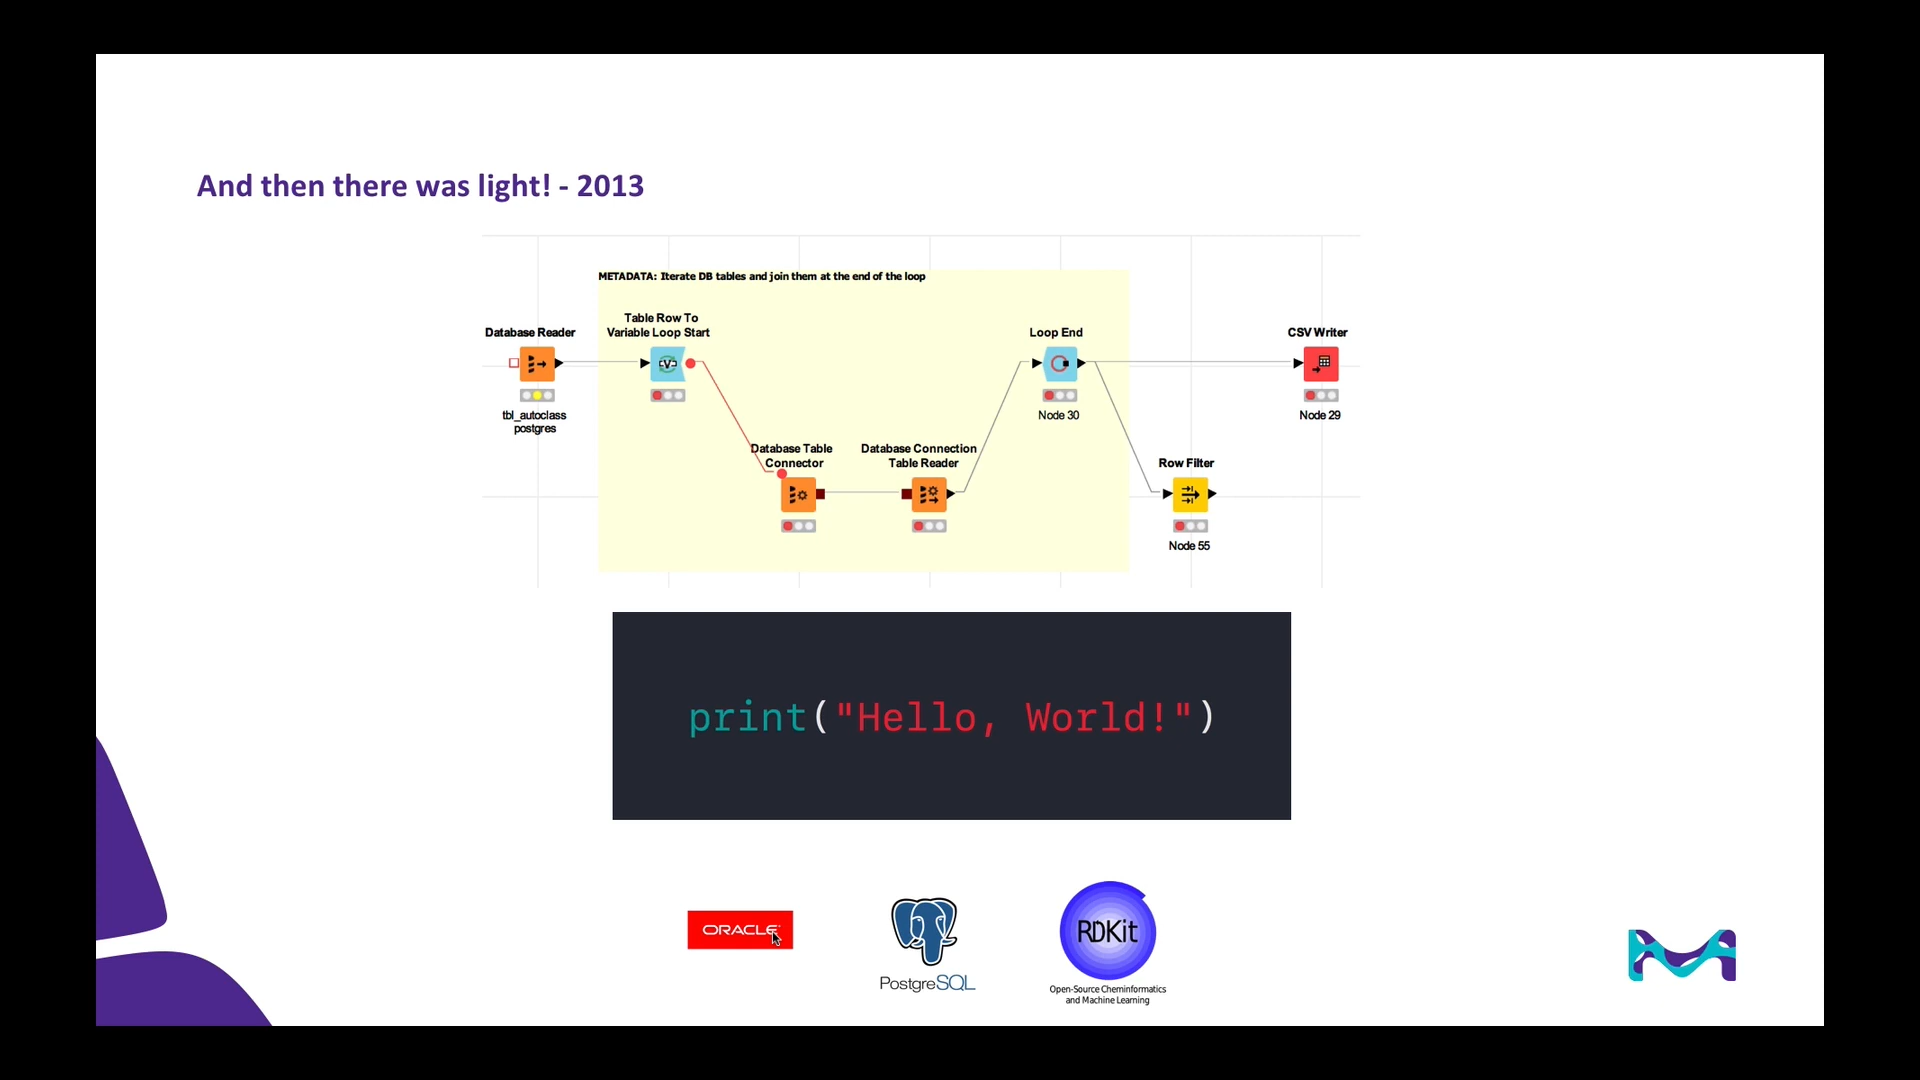 And then there was light! - 2013
METADATA: Iterate DB tables and join them at the end of the loop
Database Reader
Table Row To
Variable Loop Start
Loop End
CSV Writer
tbl_autoclass
postgres
Node 30
Node 29
Database Table
Connector
Database Connection
Table Reader
Row Filter
Node 55
print("Hello, World!")
ORACLE
PostgreSQL
RDKit
Open-Source Cheminformatics
and Machine Learning